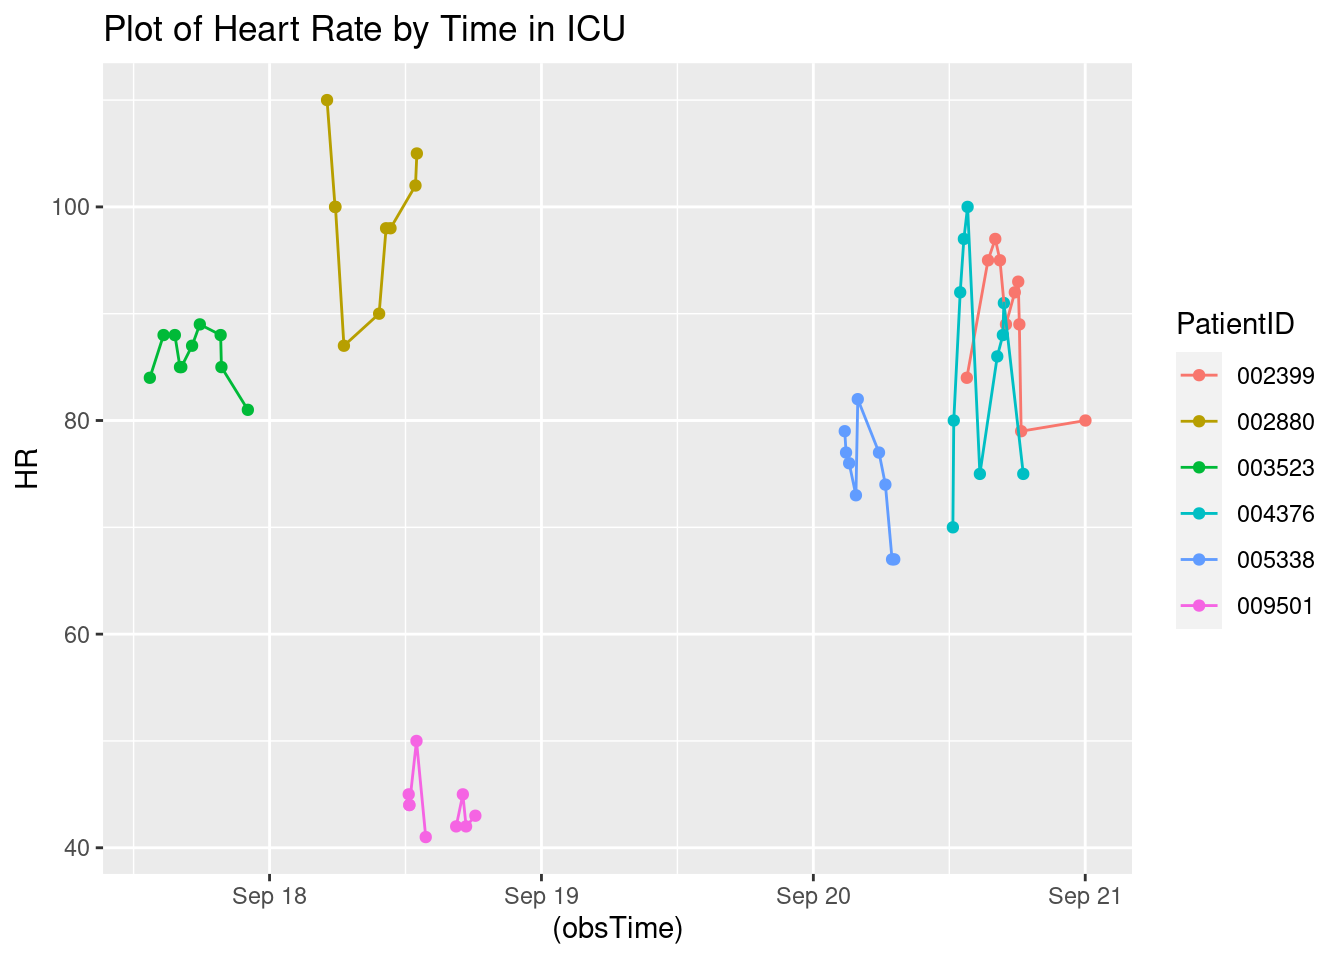 Plot of Heart Rate by Time in ICU
HR
100
80
60
40
Sep 18
Sep 19
Sep 20
Sep 21
(obsTime)
PatientID
002399
002880
003523
004376
005338
009501